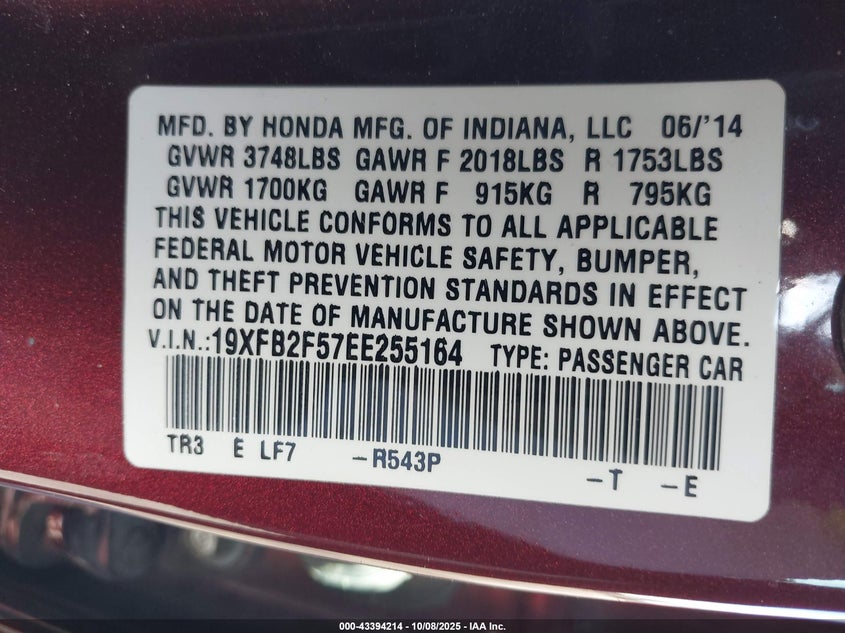 MFD. BY HONDA MFG. OF INDIANA, LLC 06/'14
GVWR 3748LBS GAWR F 2018LBS R 1753LBS
GVWR 1700KG GAWR F 915KG R 795KG
THIS VEHICLE CONFORMS TO ALL APPLICABLE
FEDERAL MOTOR VEHICLE SAFETY, BUMPER,
AND THEFT PREVENTION STANDARDS IN EFFECT
ON THE DATE OF MANUFACTURE SHOWN ABOVE.
V.I.N.:19XFB2F57EE255164 TYPE: PASSENGER CAR
TR3 E LF7 -R543P -T -E
000-43394214 - 10/08/2025 - IAA Inc.